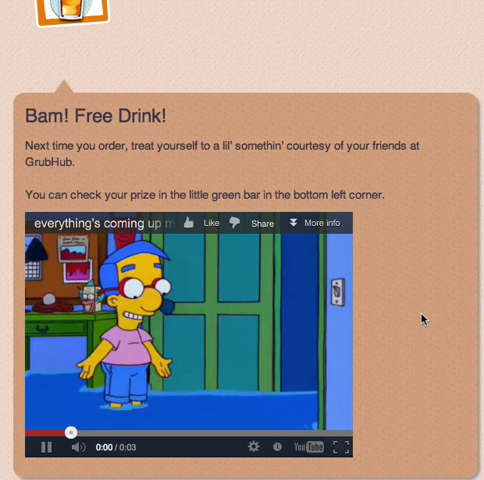 Bam! Free Drink!
Next time you order, treat yourself to a lil' somethin' courtesy of your friends at
GrubHub.
You can check your prize in the little green bar in the bottom left corner.
everything's coming up m Like Share More info
0:00 / 0:03 YouTube